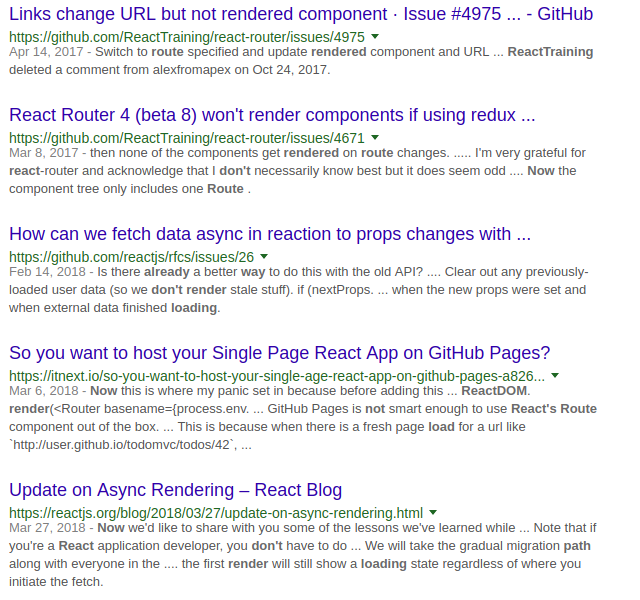 Links change URL but not rendered component · Issue #4975 ... - GitHub
https://github.com/ReactTraining/react-router/issues/4975
Apr 14, 2017 - Switch to route specified and update rendered component and URL ... ReactTraining
deleted a comment from alexfromapex on Oct 24, 2017.
React Router 4 (beta 8) won't render components if using redux ...
https://github.com/ReactTraining/react-router/issues/4671
Mar 8, 2017 - then none of the components get rendered on route changes. ..... I'm very grateful for
react-router and acknowledge that I don't necessarily know best but it does seem odd .... Now the
component tree only includes one Route .
How can we fetch data async in reaction to props changes with ...
https://github.com/reactjs/rfcs/issues/26
Feb 14, 2018 - Is there already a better way to do this with the old API? .... Clear out any previously-
loaded user data (so we don't render stale stuff). if (nextProps. ... when the new props were set and
when external data finished loading.
So you want to host your Single Page React App on GitHub Pages?
https://itnext.io/so-you-want-to-host-your-single-age-react-app-on-github-pages-a826...
Mar 6, 2018 - Now this is where my panic set in because before adding this ... ReactDOM.
render(<Router basename={process.env. ... GitHub Pages is not smart enough to use React's Route
component out of the box. ... This is because when there is a fresh page load for a url like
`http://user.github.io/todomvc/todos/42`, ...
Update on Async Rendering – React Blog
https://reactjs.org/blog/2018/03/27/update-on-async-rendering.html
Mar 27, 2018 - Now we'd like to share with you some of the lessons we've learned while ... Note that if
you're a React application developer, you don't have to do ... We will take the gradual migration path
along with everyone in the .... the first render will still show a loading state regardless of where you
initiate the fetch.